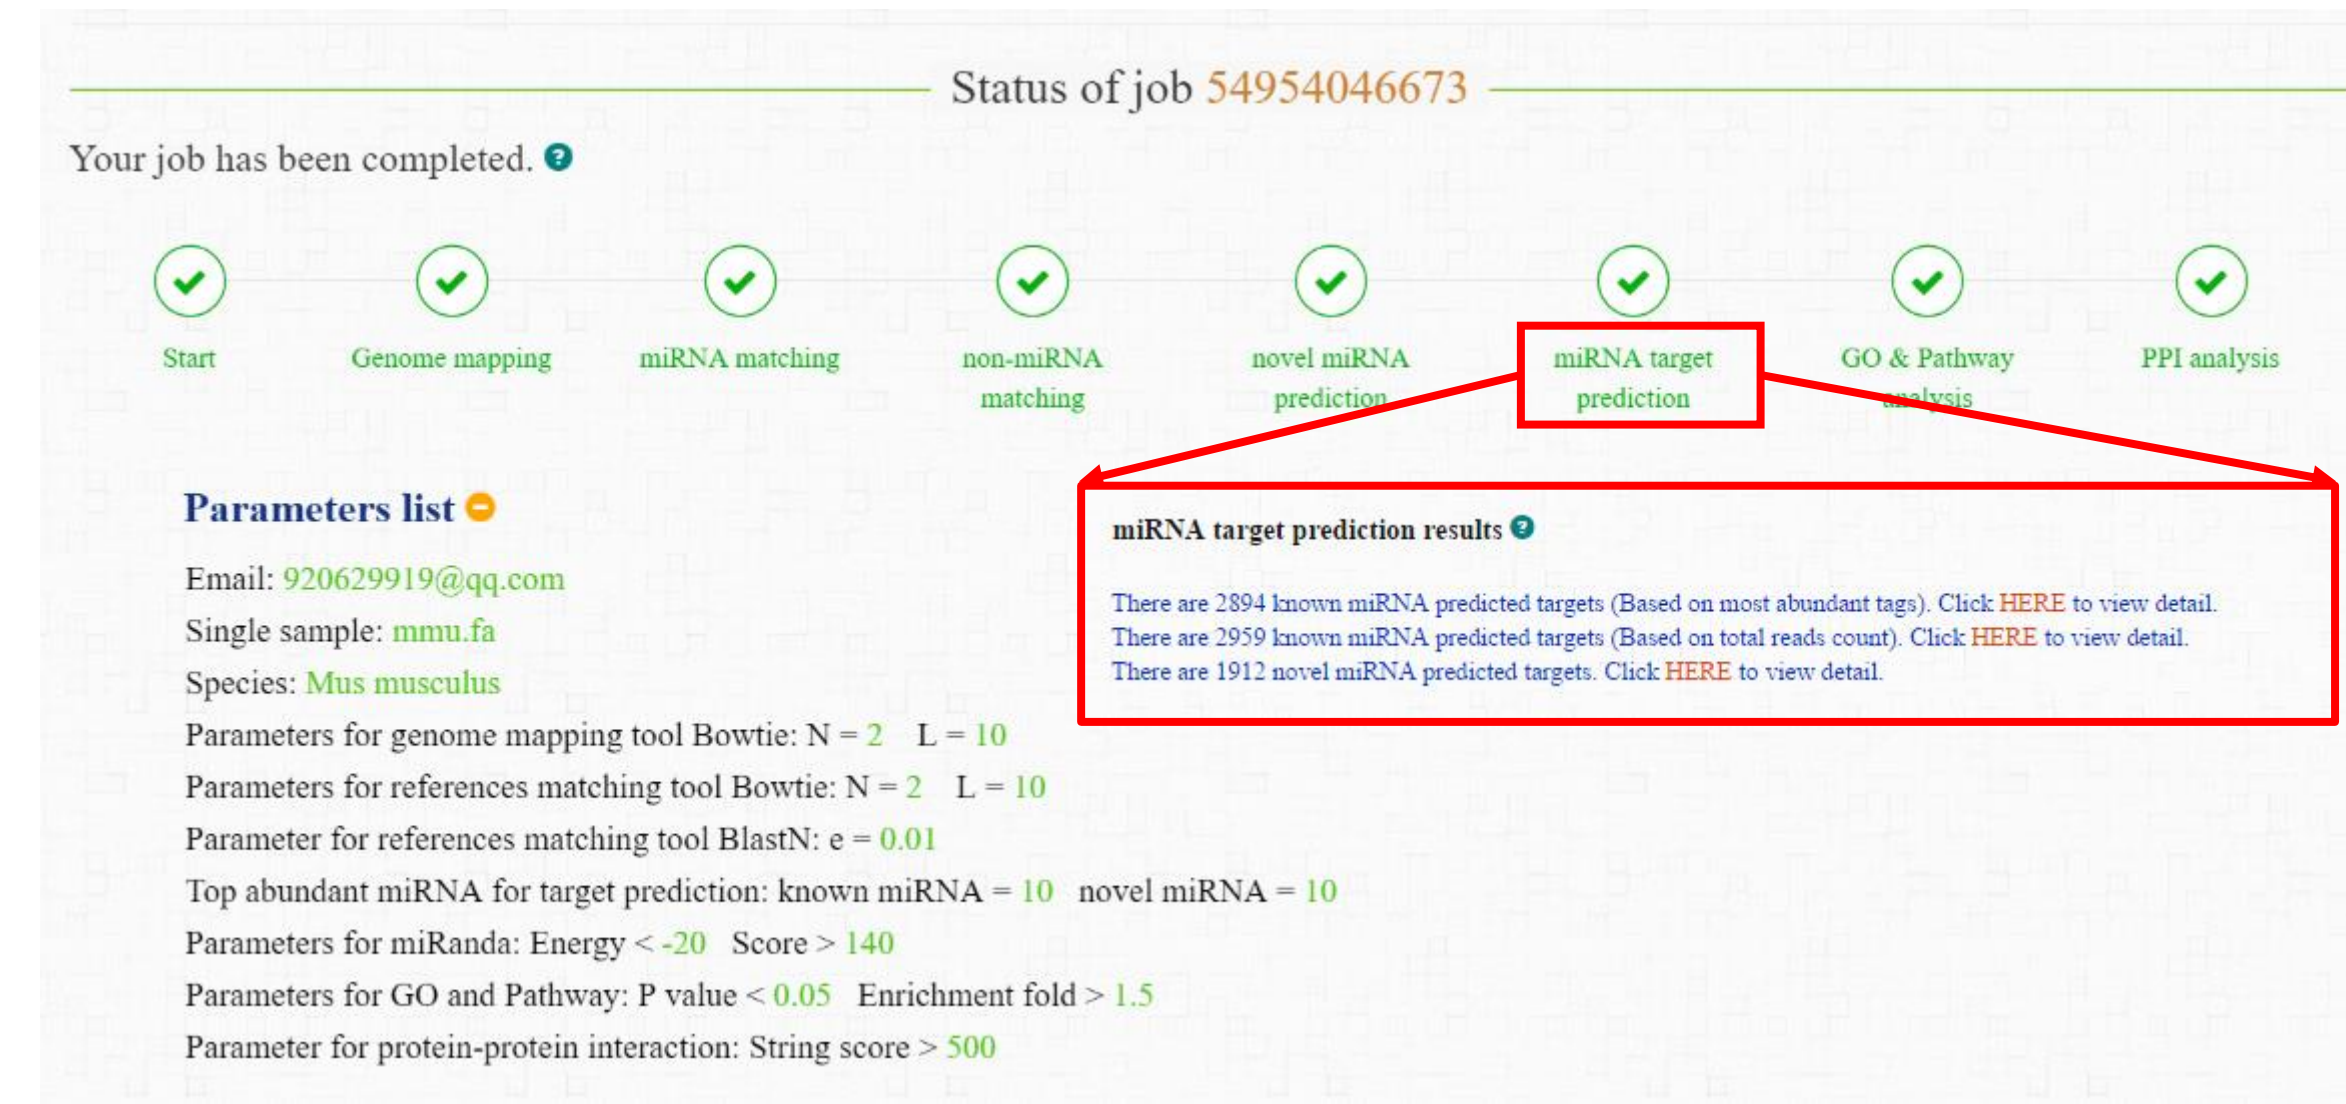 Status of job 54954046673
Your job has been completed. ?
Start
Genome mapping
miRNA matching
non-miRNA
matching
novel miRNA
prediction
miRNA target
prediction
GO & Pathway
analysis
PPI analysis
Parameters list
Email: 920629919@qq.com
Single sample: mmu.fa
Species: Mus musculus
Parameters for genome mapping tool Bowtie: N = 2 L = 10
Parameters for references matching tool Bowtie: N = 2 L = 10
Parameter for references matching tool BlastN: e = 0.01
Top abundant miRNA for target prediction: known miRNA = 10 novel miRNA = 10
Parameters for miRanda: Energy < -20 Score > 140
Parameters for GO and Pathway: P value < 0.05 Enrichment fold > 1.5
Parameter for protein-protein interaction: String score > 500
miRNA target prediction results ?
There are 2894 known miRNA predicted targets (Based on most abundant tags). Click HERE to view detail.
There are 2959 known miRNA predicted targets (Based on total reads count). Click HERE to view detail.
There are 1912 novel miRNA predicted targets. Click HERE to view detail.